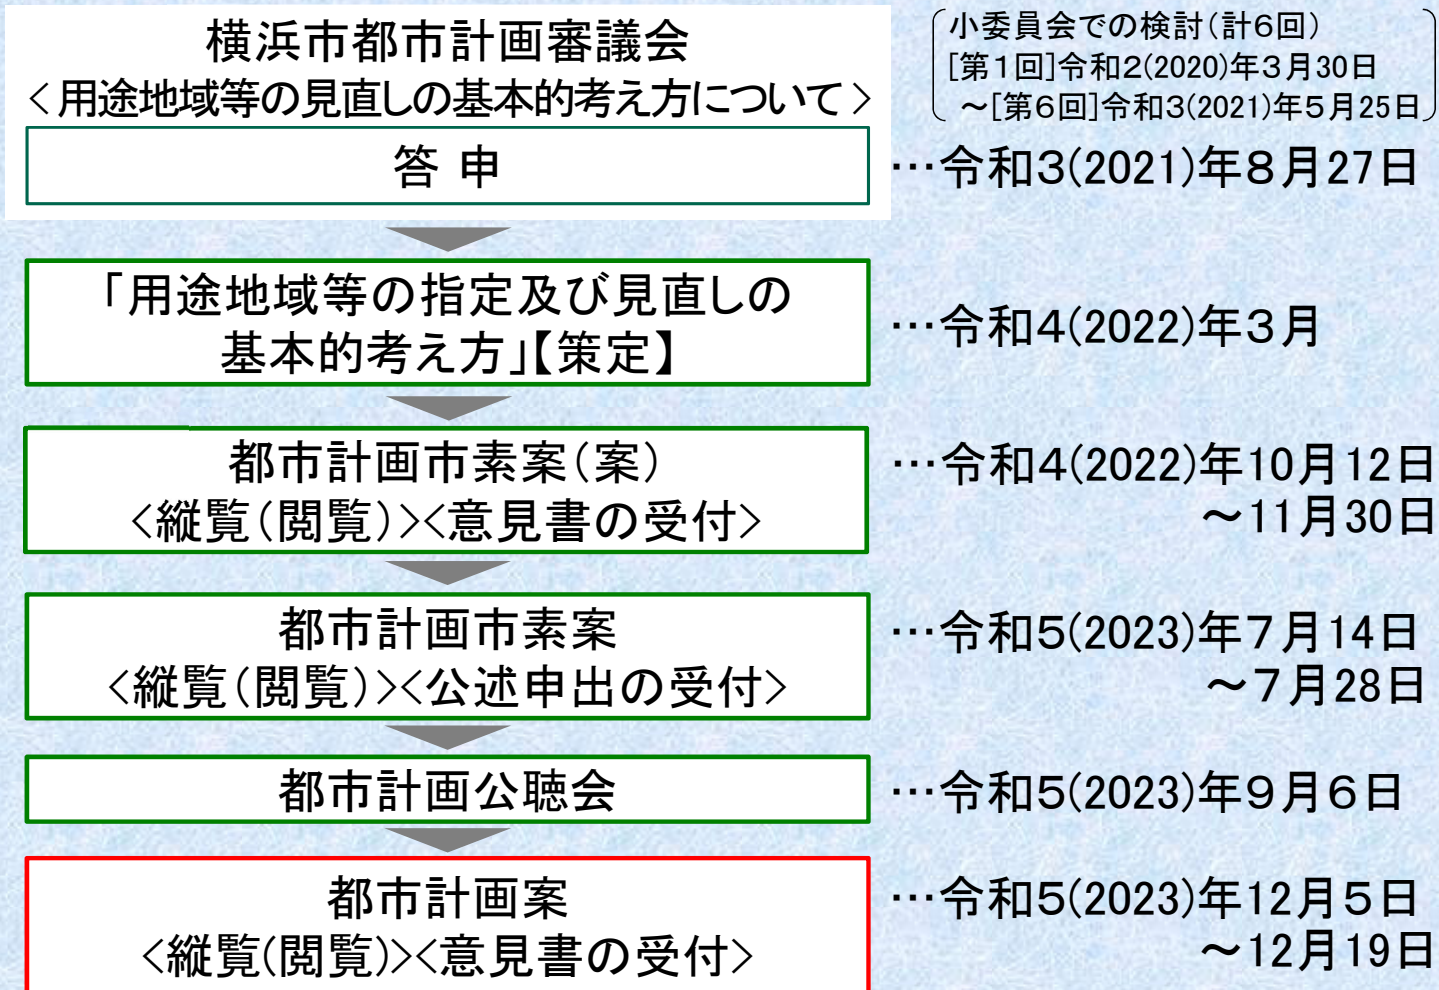 横浜市都市計画審議会
<用途地域等の見直しの基本的考え方について>
答 申
小委員会での検討(計6回)
[第1回]令和2(2020)年3月30日
～[第6回]令和3(2021)年5月25日
…令和3(2021)年8月27日
「用途地域等の指定及び見直しの
基本的考え方」【策定】
…令和4(2022)年3月
都市計画市素案(案)
<縦覧(閲覧)><意見書の受付>
…令和4(2022)年10月12日
～11月30日
都市計画市素案
<縦覧(閲覧)><公述申出の受付>
…令和5(2023)年7月14日
～7月28日
都市計画公聴会
…令和5(2023)年9月6日
都市計画案
<縦覧(閲覧)><意見書の受付>
…令和5(2023)年12月5日
～12月19日